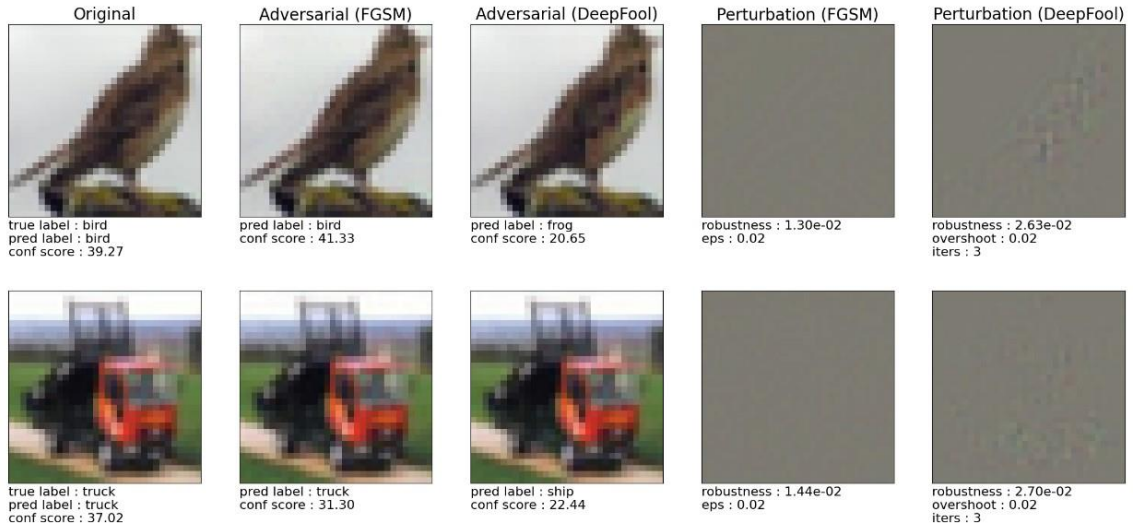 Original
Adversarial (FGSM)
Adversarial (DeepFool)
Perturbation (FGSM)
Perturbation (DeepFool)
true label : bird
pred label : bird
conf score : 39.27
pred label : bird
conf score : 41.33
pred label : frog
conf score : 20.65
robustness : 1.30e-02
eps : 0.02
robustness : 2.63e-02
overshoot : 0.02
iters : 3
true label : truck
pred label : truck
conf score : 37.02
pred label : truck
conf score : 31.30
pred label : ship
conf score : 22.44
robustness : 1.44e-02
eps : 0.02
robustness : 2.70e-02
overshoot : 0.02
iters : 3